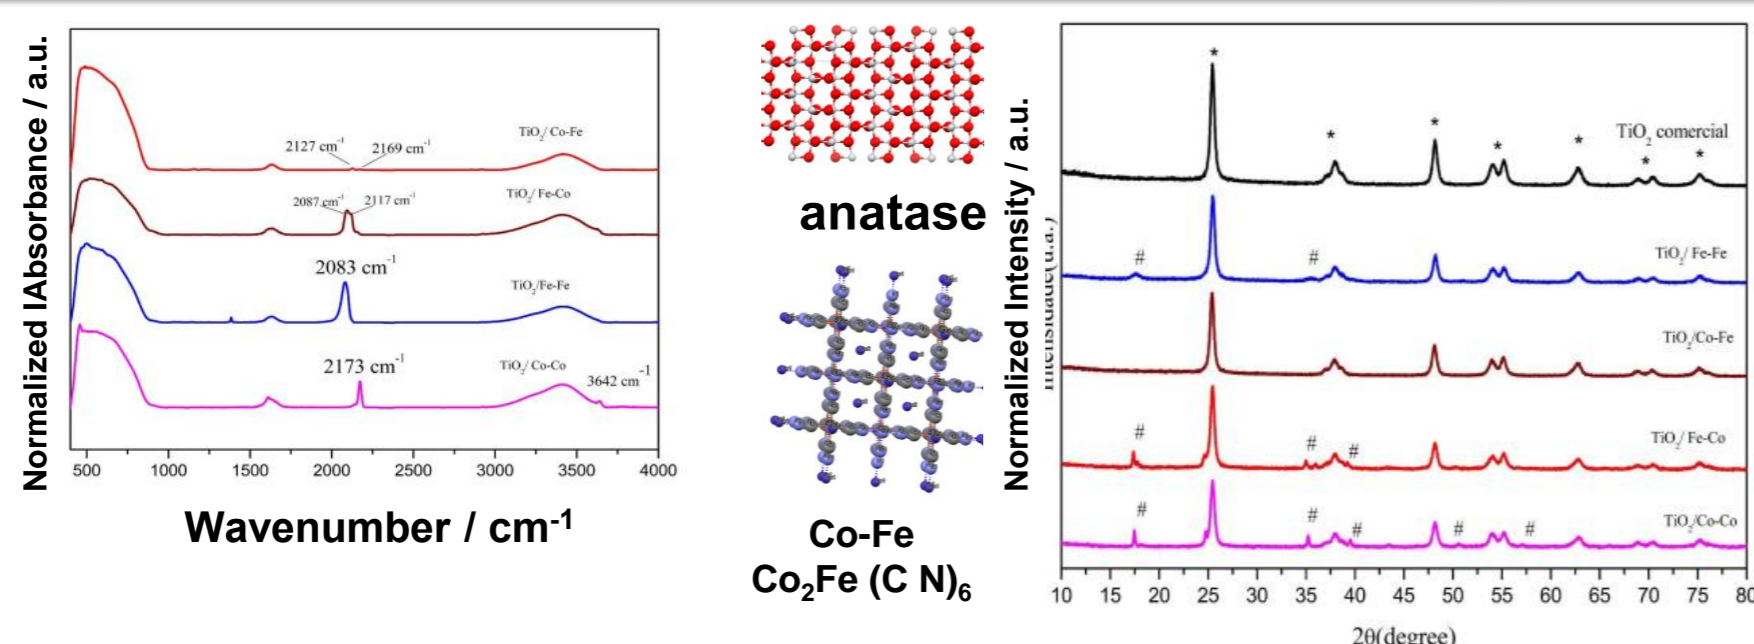 Normalized lAbsorbance / a.u.
TiO2/ Co-Fe
2127 cm-1
2169 cm-1
TiO2/ Fe-Co
2087 cm-1
2117 cm-1
2083 cm-1
TiO2/Fe-Fe
2173 cm-1
TiO2/ Co-Co
3642 cm-1
500 1000 1500 2000 2500 3000 3500 4000
Wavenumber / cm-1
anatase
Co-Fe
Co2Fe (C N)6
Normalized Intensity / a.u.
*
* * * * * *
TiO2 comercial
# #
TiO2/ Fe-Fe
TiO2/Co-Fe
# # #
TiO2/ Fe-Co
# # # # #
TiO2/Co-Co
10 15 20 25 30 35 40 45 50 55 60 65 70 75 80
2θ(degree)